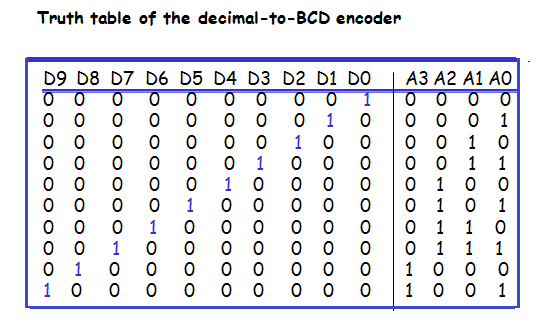 Truth table of the decimal-to-BCD encoder
D9 D8 D7 D6 D5 D4 D3 D2 D1 D0 A3 A2 A1 A0
0 0 0 0 0 0 0 0 0 1 0 0 0 0
0 0 0 0 0 0 0 0 1 0 0 0 0 1
0 0 0 0 0 0 0 1 0 0 0 0 1 0
0 0 0 0 0 0 1 0 0 0 0 0 1 1
0 0 0 0 0 1 0 0 0 0 0 1 0 0
0 0 0 0 1 0 0 0 0 0 0 1 0 1
0 0 0 1 0 0 0 0 0 0 0 1 1 0
0 0 1 0 0 0 0 0 0 0 0 1 1 1
0 1 0 0 0 0 0 0 0 0 1 0 0 0
1 0 0 0 0 0 0 0 0 0 1 0 0 1